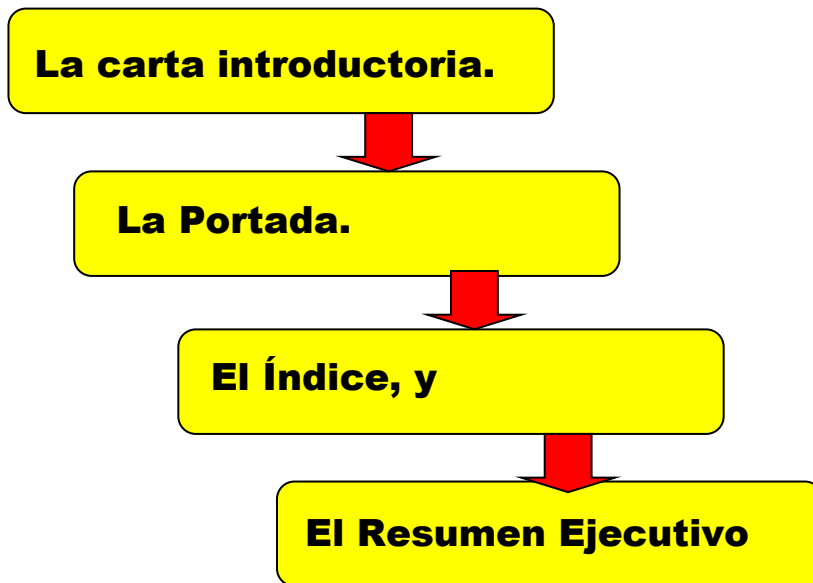 La carta introductoria.
La Portada.
El Índice, y
El Resumen Ejecutivo